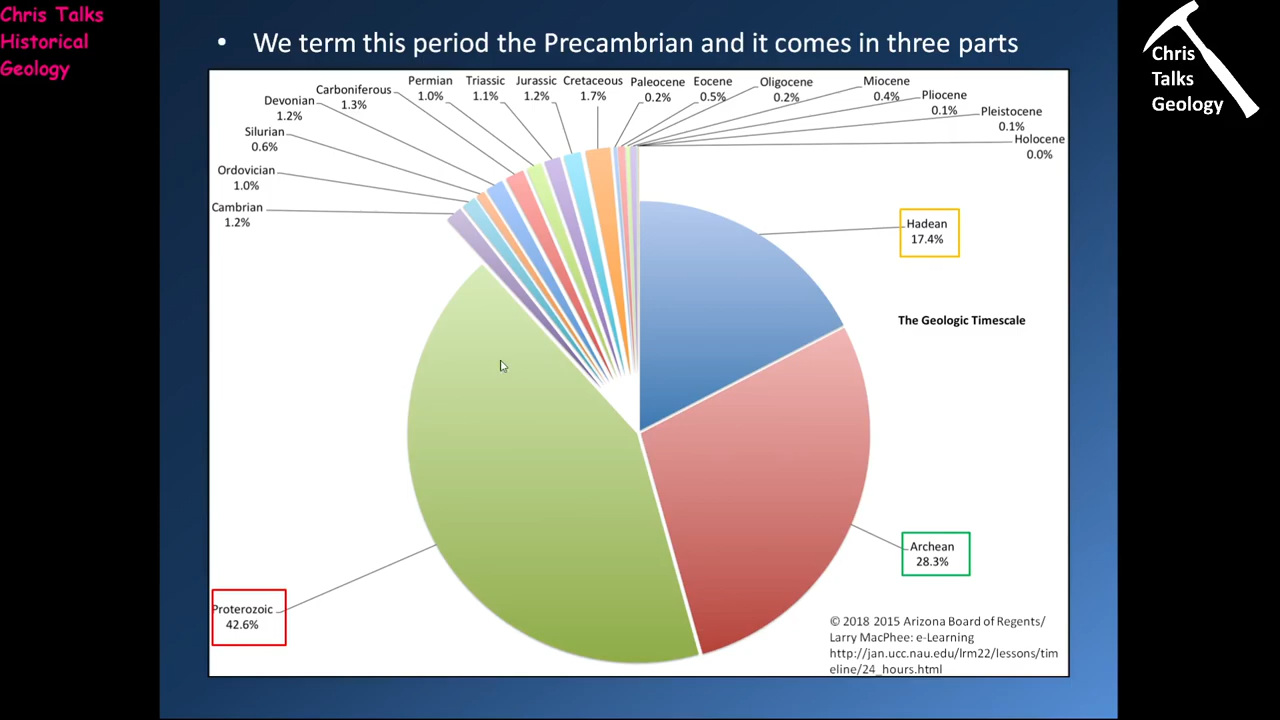 Chris Talks
Historical
Geology
• We term this period the Precambrian and it comes in three parts
Chris
Talks
Geology
Cambrian
1.2%
Ordovician
1.0%
Silurian
0.6%
Devonian
1.2%
Carboniferous
1.3%
Permian
1.0%
Triassic
1.1%
Jurassic
1.2%
Cretaceous
1.7%
Paleocene
0.2%
Eocene
0.5%
Oligocene
0.2%
Miocene
0.4%
Pliocene
0.1%
Pleistocene
0.1%
Holocene
0.0%
Hadean
17.4%
The Geologic Timescale
Archean
28.3%
Proterozoic
42.6%
© 2018 2015 Arizona Board of Regents/
Larry MacPhee: e-Learning
http://jan.ucc.nau.edu/lrm22/lessons/tim
eline/24_hours.html